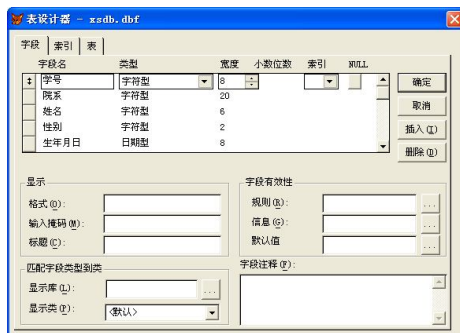 表设计器 - xsdb.dbf
字段 索引 表
字段名 类型 宽度 小数位数 索引 NULL
学号 字符型 8
院系 字符型 20
姓名 字符型 6
性别 字符型 2
生年月日 日期型 8
确定
取消
插入(I)
删除(D)
显示
格式(O):
输入掩码(M):
标题(C):
字段有效性
规则(R):
信息(G):
默认值
匹配字段类型到类
显示库(L):
显示类(P): <默认>
字段注释(F):